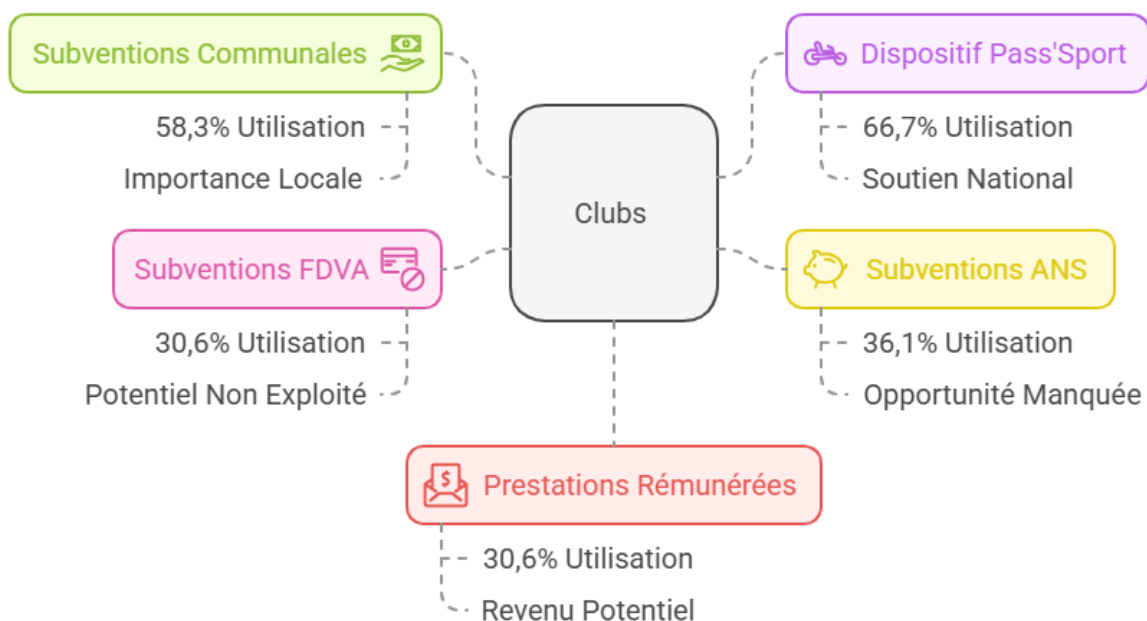 Subventions Communales
58,3% Utilisation
Importance Locale
Dispositif Pass'Sport
66,7% Utilisation
Soutien National
Clubs
Subventions FDVA
30,6% Utilisation
Potentiel Non Exploité
Subventions ANS
36,1% Utilisation
Opportunité Manquée
$
Prestations Rémunérées
30,6% Utilisation
Revenu Potentiel